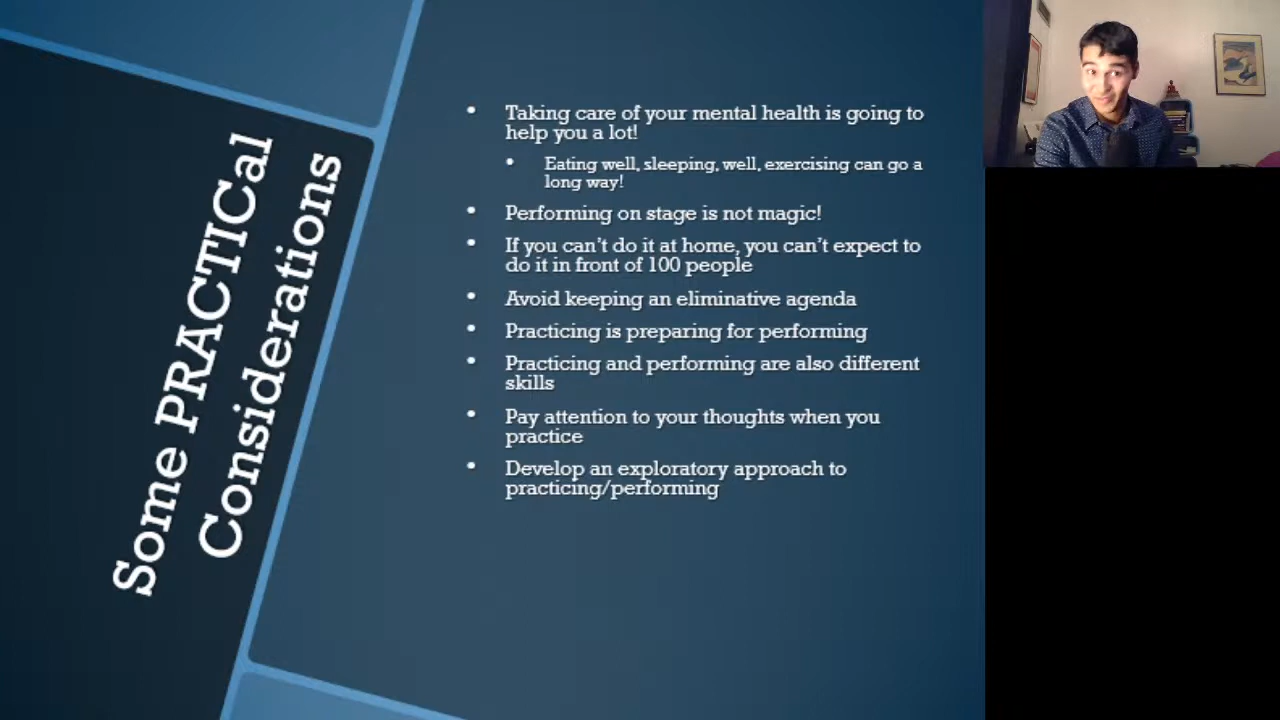 Some PRACTICal
Considerations
• Taking care of your mental health is going to
help you a lot!
• Eating well, sleeping, well, exercising can go a
long way!
• Performing on stage is not magic!
• If you can’t do it at home, you can’t expect to
do it in front of 100 people
• Avoid keeping an eliminative agenda
• Practicing is preparing for performing
• Practicing and performing are also different
skills
• Pay attention to your thoughts when you
practice
• Develop an exploratory approach to
practicing/performing